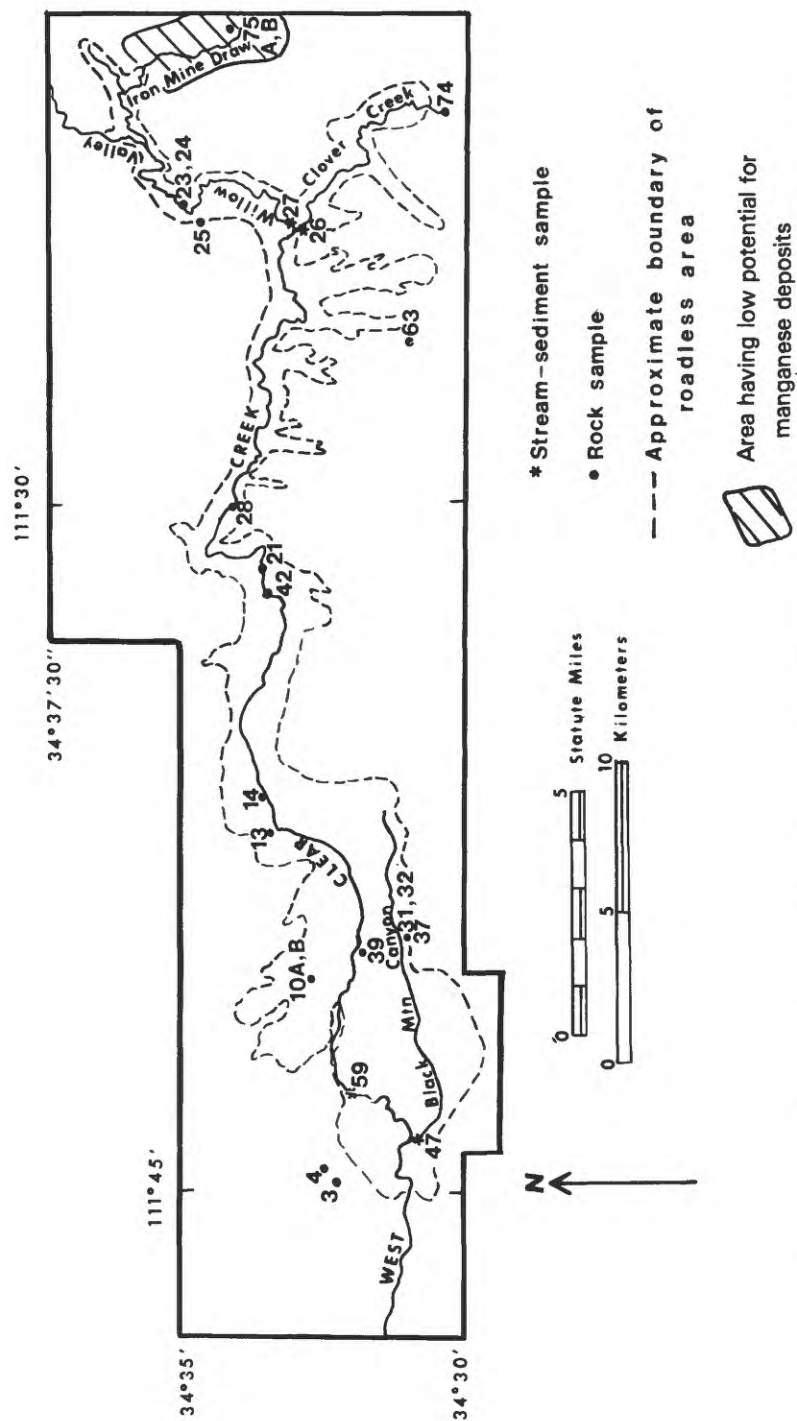 34°37'30"
111°30'
34°35'
111°45'
34°30'
Valley
Iron Mine Draw
75
A, B
23, 24
25
Willow
27
26
Clover Creek
74
63
CREEK
28
21
42
14
13
CLEAR
10A, B
39
31, 32
37
Black Mtn Canyon
59
47
4
3
WEST
N
0 5
Statute Miles
0 5 10
Kilometers
* Stream-sediment sample
• Rock sample
--- Approximate boundary of
roadless area
Area having low potential for
manganese deposits